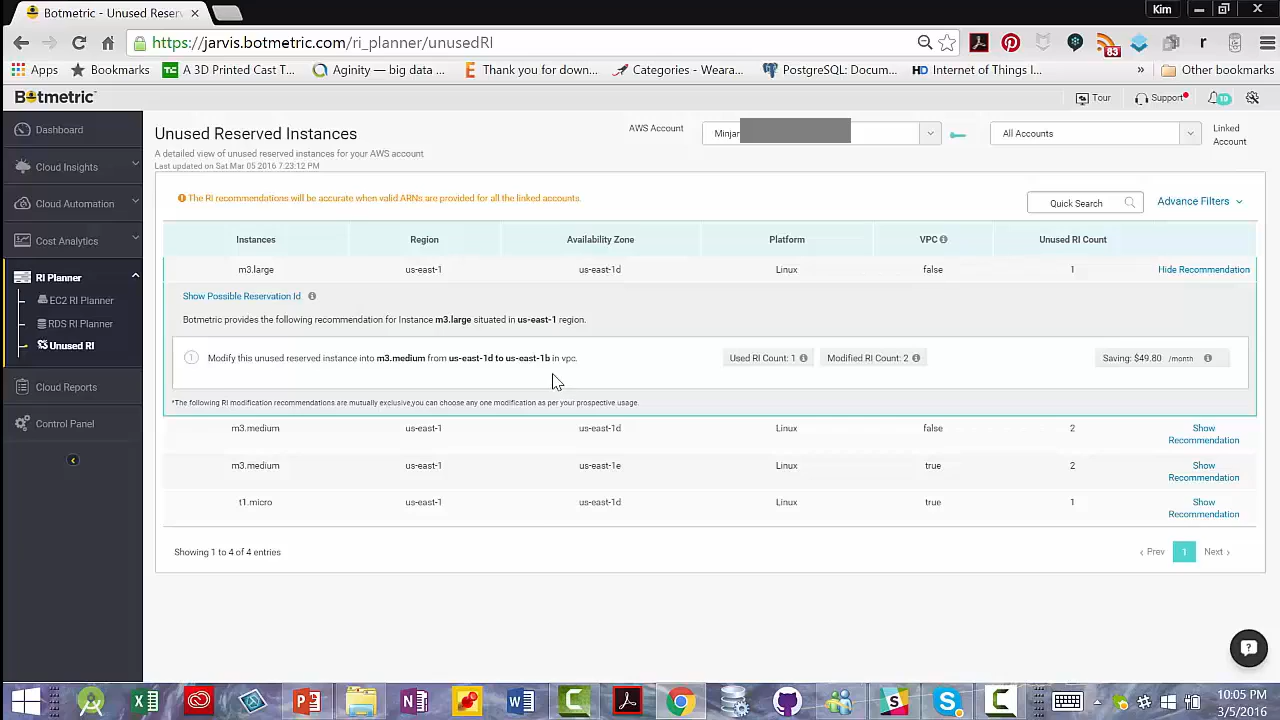 Kim
Botmetric - Unused Reser
https://jarvis.botmetric.com/ri_planner/unusedRI
83
Apps
Bookmarks
A 3D Printed Cast T...
Aginity — big data ...
Thank you for down...
Categories - Wra...
PostgreSQL: Docum...
Internet of Things I...
»
Other bookmarks
Botmetric
Tour
Support
10
Dashboard
Cloud Insights
Cloud Automation
Cost Analytics
RI Planner
EC2 RI Planner
RDS RI Planner
Unused RI
Cloud Reports
Control Panel
Unused Reserved Instances
A detailed view of unused reserved instances for your AWS account
Last updated on Sat Mar 05 2016 7:23:12 PM
AWS Account
Minjar
All Accounts
Linked
Account
The RI recommendations will be accurate when valid ARNs are provided for all the linked accounts.
Quick Search
Advance Filters
Instances Region Availability Zone Platform VPC Unused RI Count
m3.large us-east-1 us-east-1d Linux false 1 Hide Recommendation
Show Possible Reservation Id
Botmetric provides the following recommendation for Instance m3.large situated in us-east-1 region.
1 Modify this unused reserved instance into m3.medium from us-east-1d to us-east-1b in vpc. Used RI Count: 1 Modified RI Count: 2 Saving: $49.80 /month
*The following RI modification recommendations are mutually exclusive,you can choose any one modification as per your prospective usage.
m3.medium us-east-1 us-east-1d Linux false 2 Show
Recommendation
m3.medium us-east-1 us-east-1e Linux true 2 Show
Recommendation
t1.micro us-east-1 us-east-1d Linux true 1 Show
Recommendation
Showing 1 to 4 of 4 entries
‹ Prev 1 Next ›
10:05 PM
3/5/2016